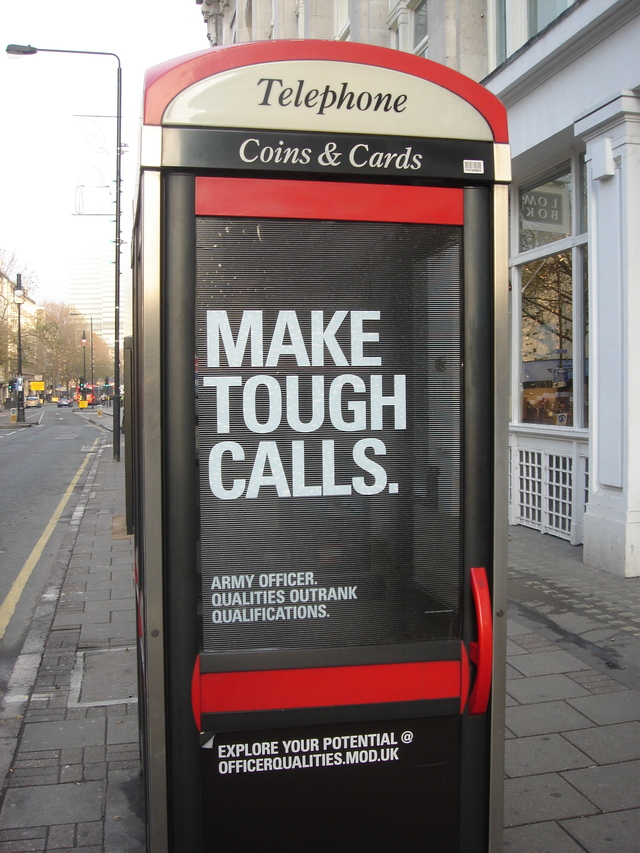 Telephone
Coins & Cards
MAKE
TOUGH
CALLS.
ARMY OFFICER.
QUALITIES OUTRANK
QUALIFICATIONS.
EXPLORE YOUR POTENTIAL @
OFFICERQUALITIES.MOD.UK